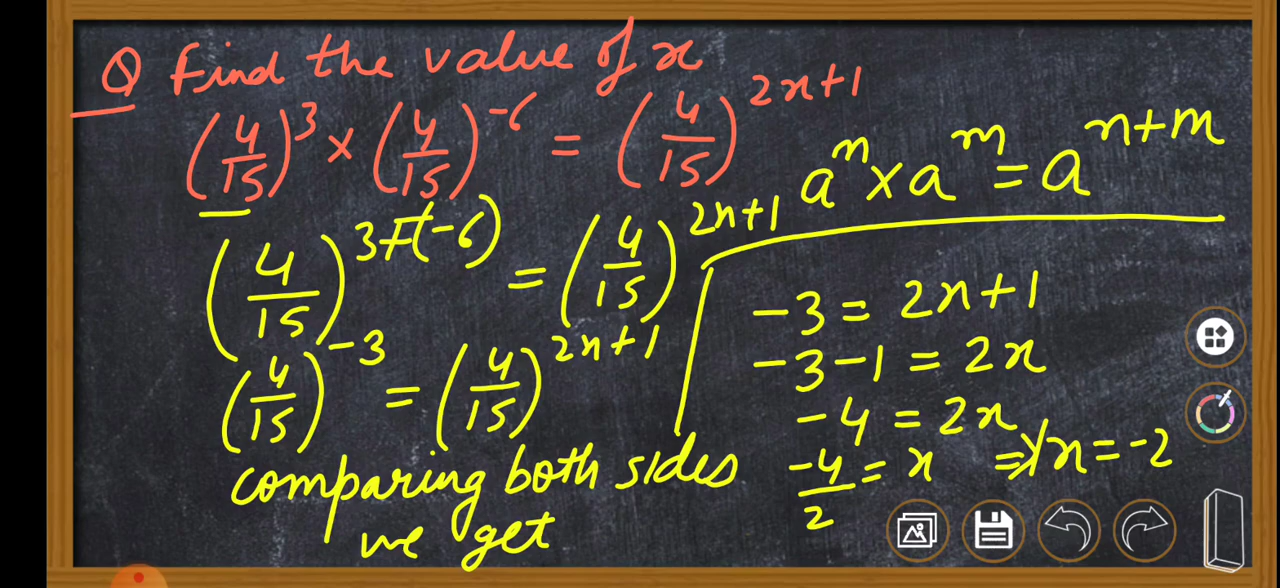 Q Find the value of x
(4/15)^3 × (4/15)^-6 = (4/15)^2x+1
a^n × a^m = a^n+m
(4/15)^3+(-6) = (4/15)^2x+1
(4/15)^-3 = (4/15)^2x+1
comparing both sides
we get
-3 = 2x+1
-3-1 = 2x
-4 = 2x
-4/2 = x ⇒ x = -2